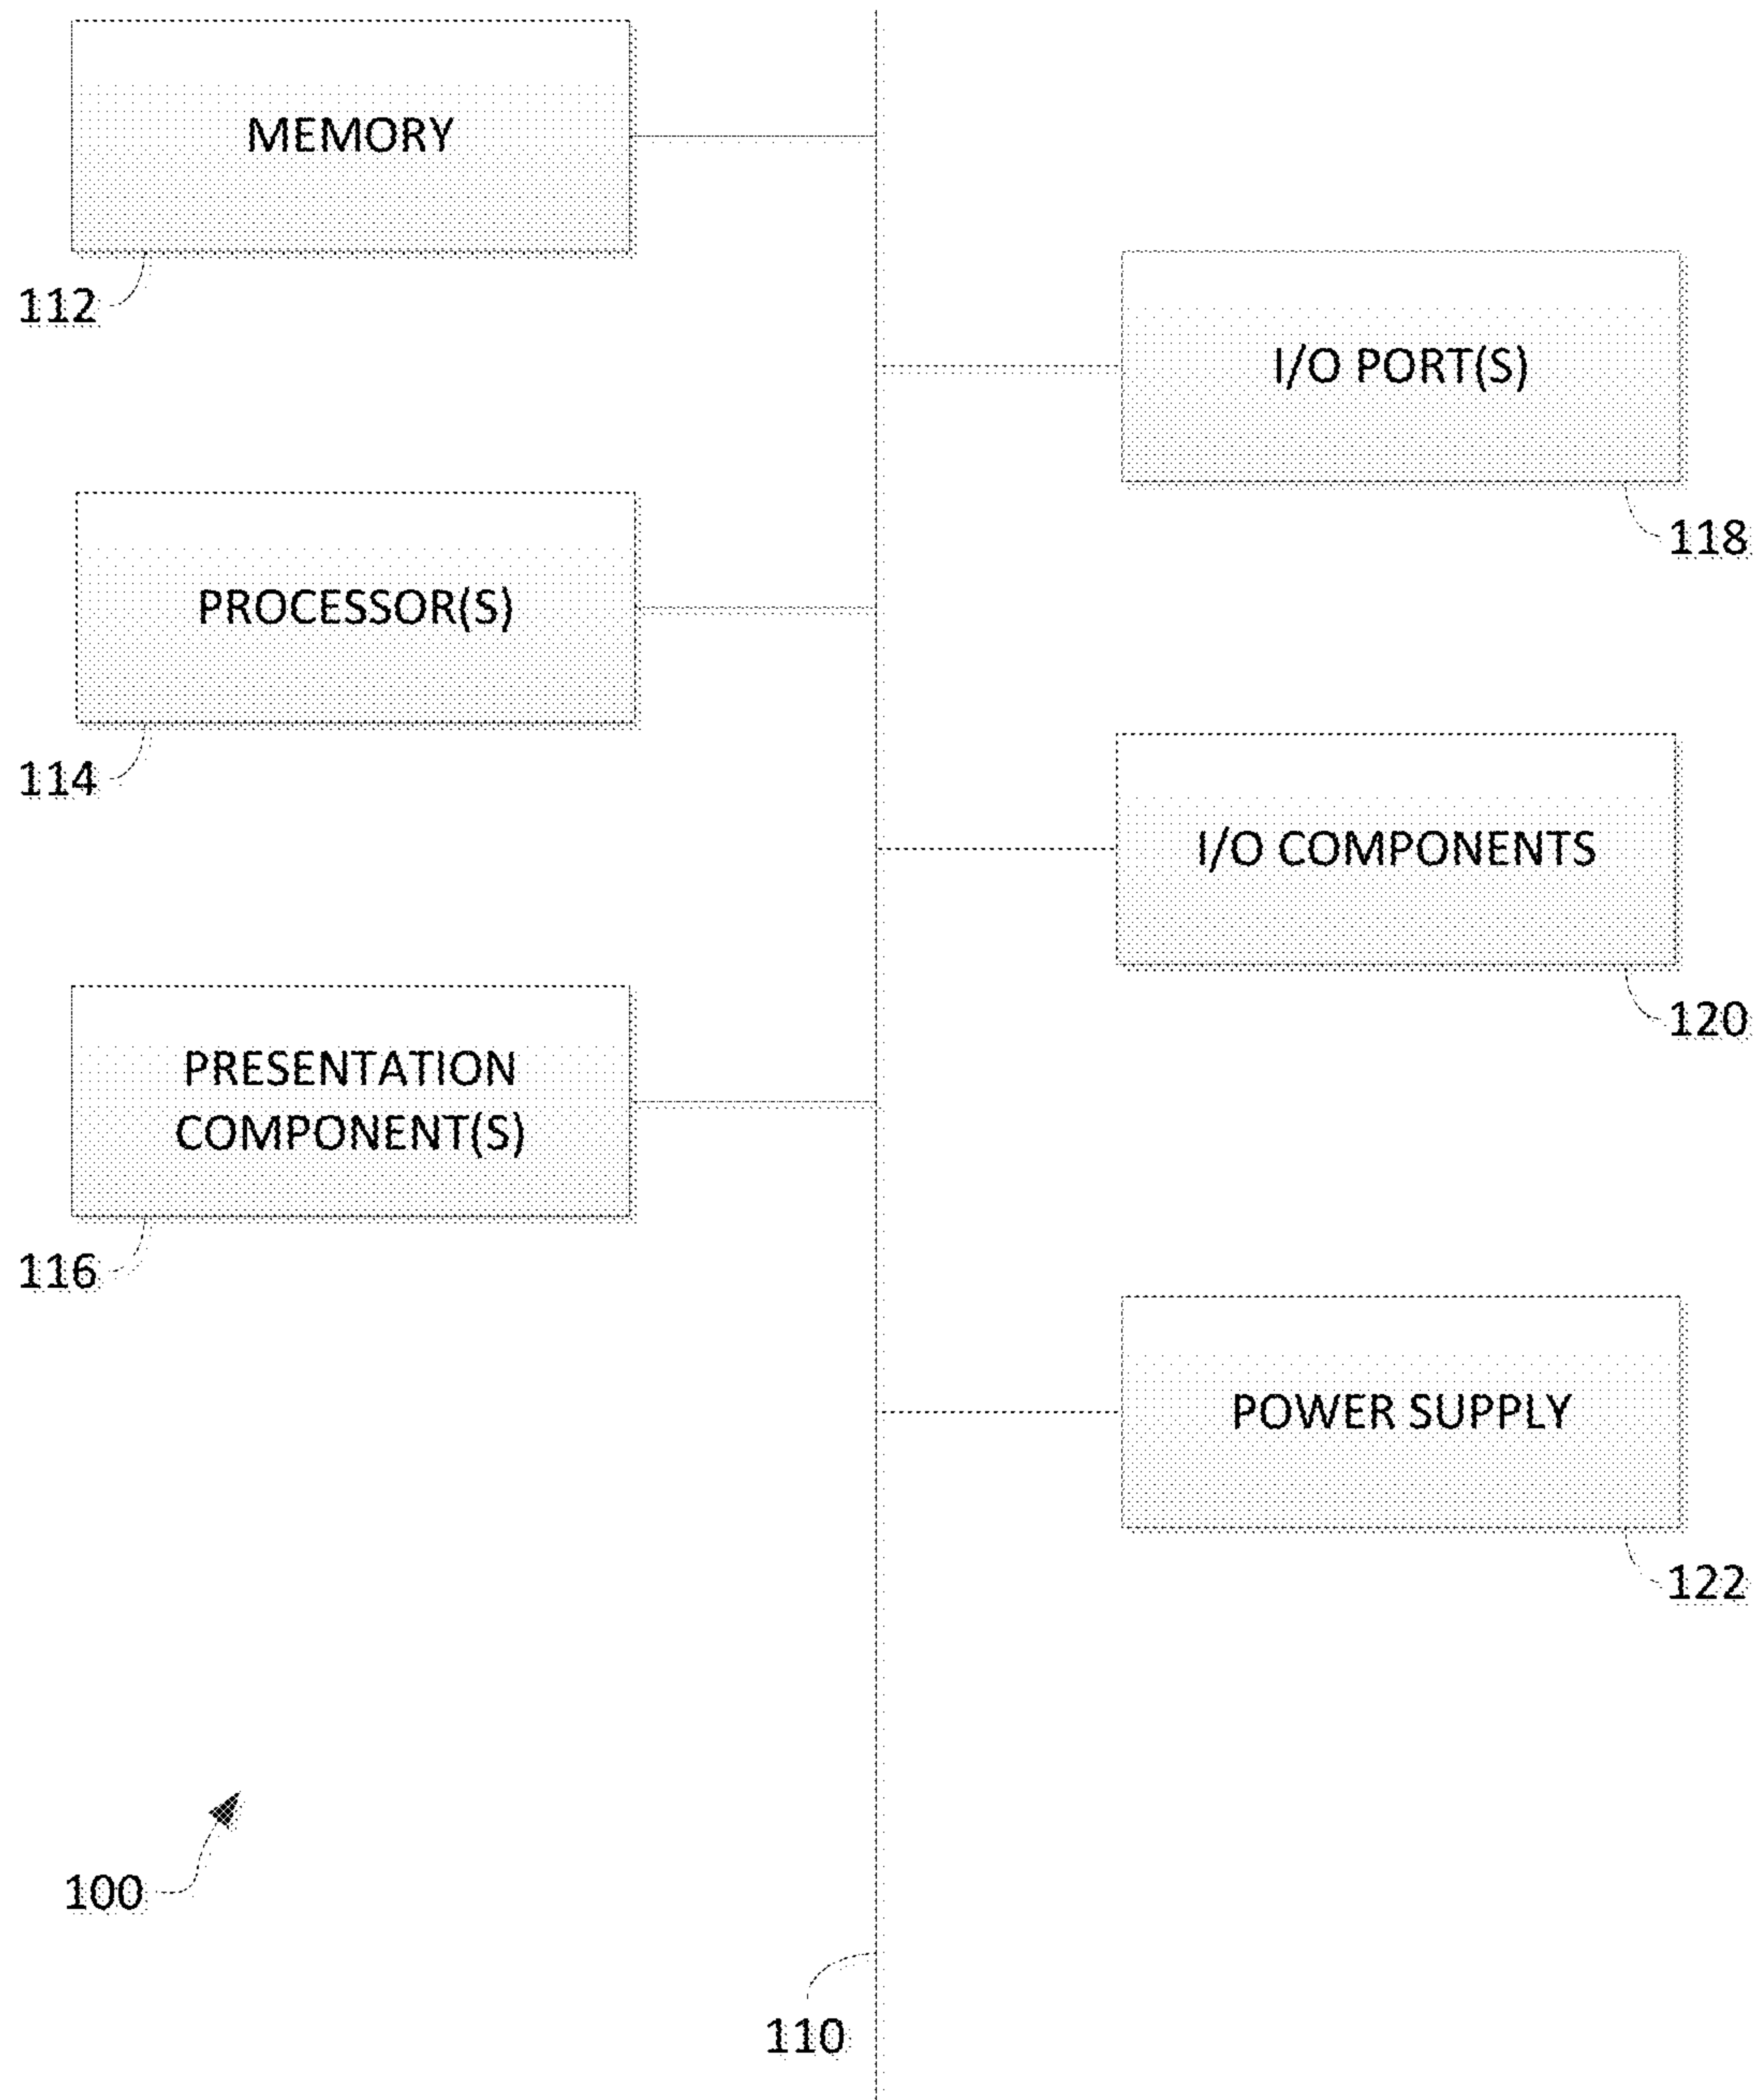 MEMORY
112
I/O PORT(S)
118
PROCESSOR(S)
114
I/O COMPONENTS
120
PRESENTATION
COMPONENT(S)
116
POWER SUPPLY
122
100
110